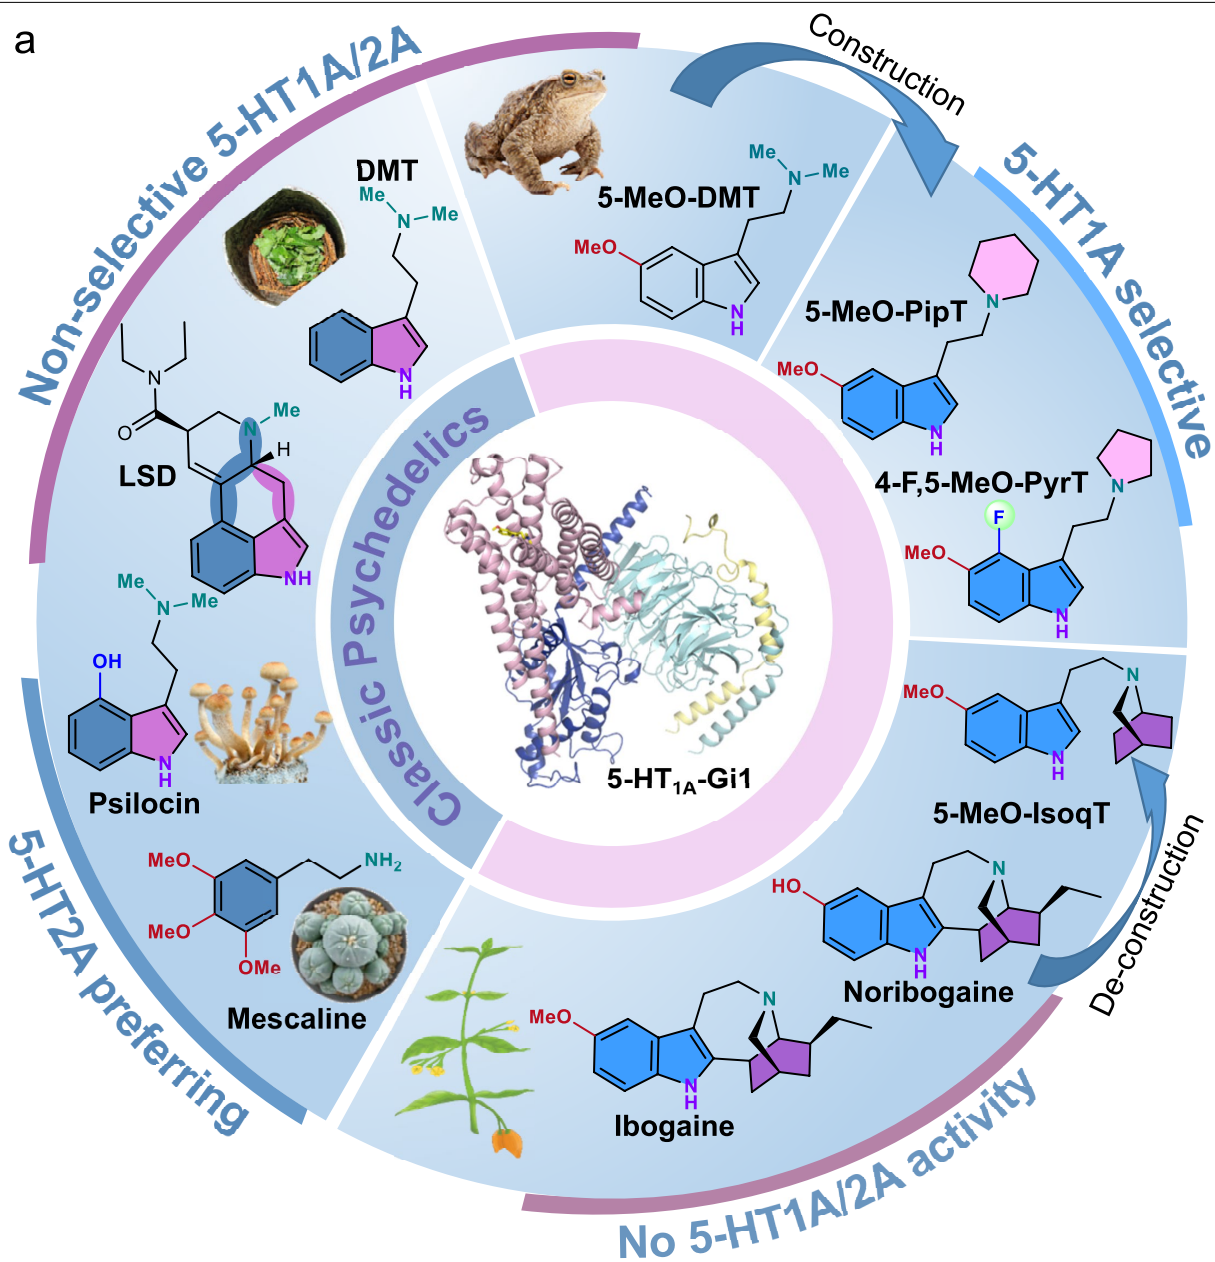 a
Non-selective 5-HT1A/2A
Construction
5-HT1A selective
5-MeO-DMT
Me
Me
N
MeO
N
H
DMT
Me
Me
N
N
H
5-MeO-PipT
N
MeO
N
H
4-F,5-MeO-PyrT
N
F
MeO
N
H
N
O
LSD
N
Me
H
NH
Me
Me
N
OH
N
H
Psilocin
Classic Psychedelics
5-HT1A-Gi1
MeO
N
N
H
5-MeO-IsoqT
De-construction
HO
N
N
H
Noribogaine
MeO
N
N
H
Ibogaine
MeO
NH2
MeO
OMe
Mescaline
5-HT2A preferring
No 5-HT1A/2A activity